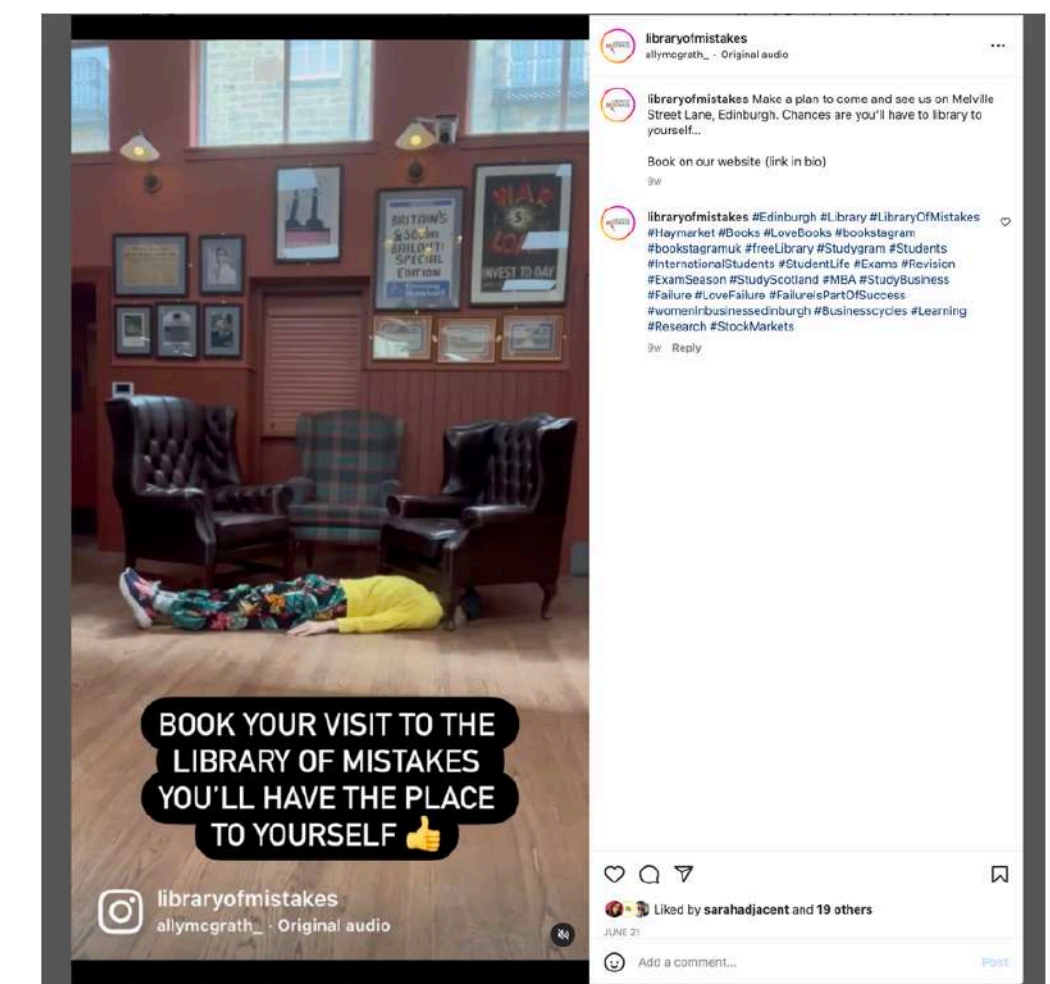 BRITAIN'S
£500bn
BAILOUT:
SPECIAL
EDITION
WAR
LOAN
5
INVEST TO-DAY
BOOK YOUR VISIT TO THE
LIBRARY OF MISTAKES
YOU'LL HAVE THE PLACE
TO YOURSELF 👍
libraryofmistakes
allymcgrath_ · Original audio
libraryofmistakes
allymcgrath_ · Original audio
libraryofmistakes Make a plan to come and see us on Melville
Street Lane, Edinburgh. Chances are you'll have to library to
yourself...
Book on our website (link in bio)
9w
libraryofmistakes #Edinburgh #Library #LibraryOfMistakes
#Haymarket #Books #LoveBooks #bookstagram
#bookstagramuk #freeLibrary #Studygram #Students
#InternationalStudents #StudentLife #Exams #Revision
#ExamSeason #StudyScotland #MBA #StudyBusiness
#Failure #LoveFailure #FailureIsPartOfSuccess
#womeninbusinessedinburgh #Businesscycles #Learning
#Research #StockMarkets
9w Reply
Liked by sarahadjacent and 19 others
JUNE 21
Add a comment...
Post